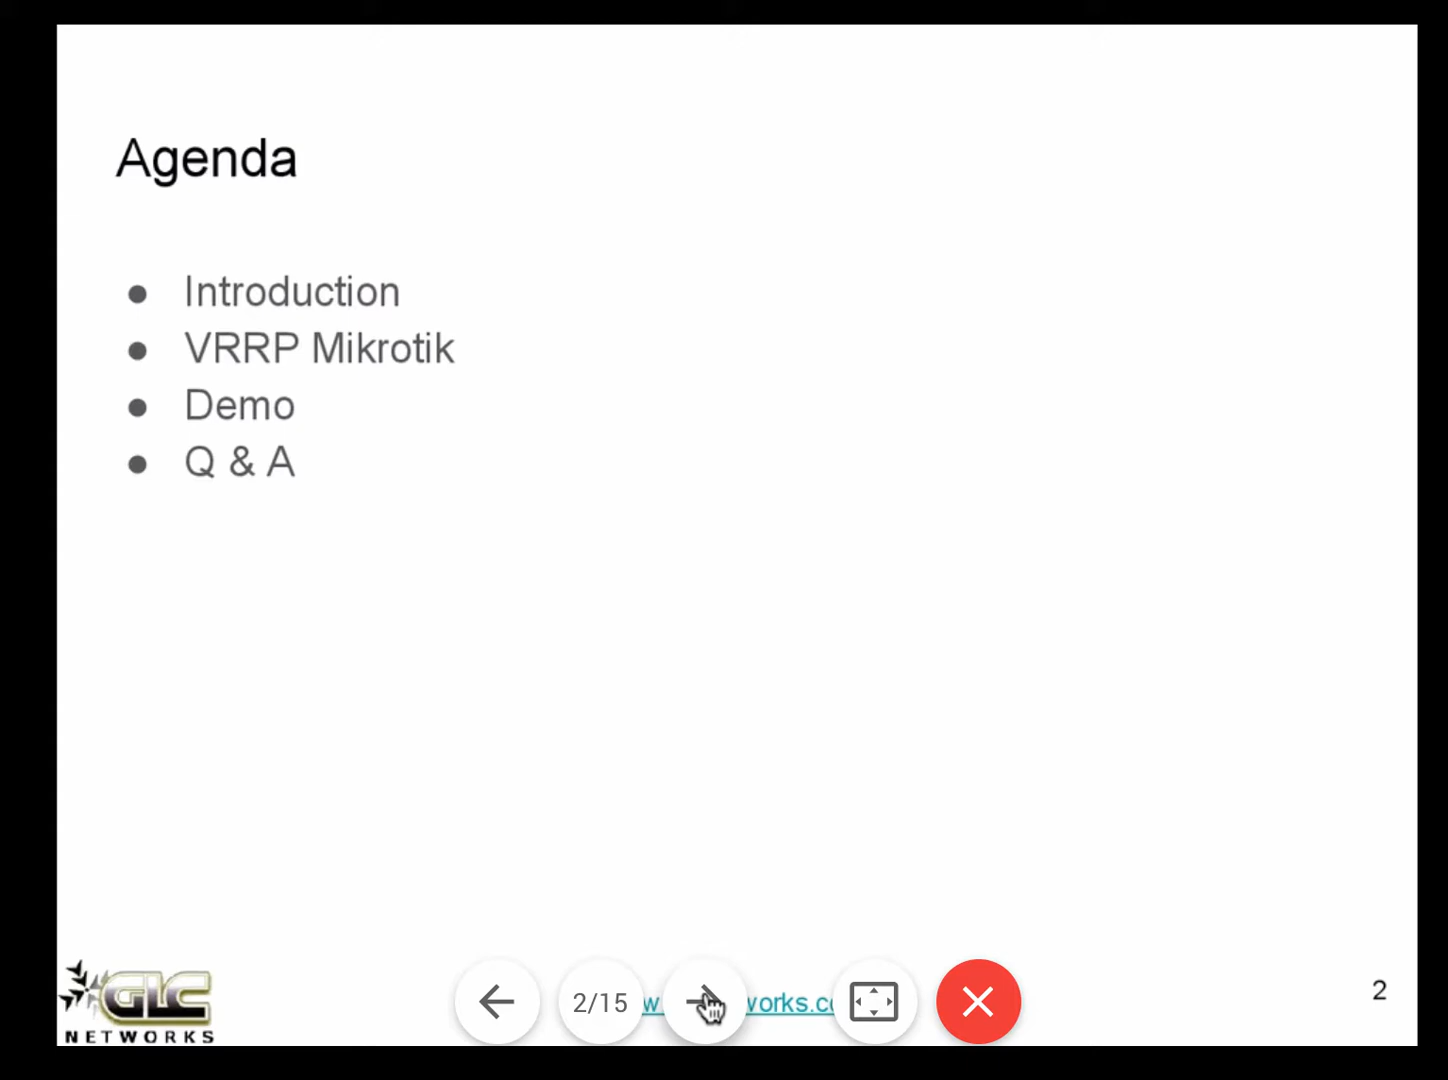 Agenda
● Introduction
● VRRP Mikrotik
● Demo
● Q & A
GLC
NETWORKS
2/15
2